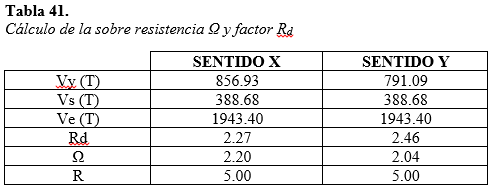 Tabla 41.
Cálculo de la sobre resistencia Ω y factor Rd
SENTIDO X SENTIDO Y
Vy (T) 856.93 791.09
Vs (T) 388.68 388.68
Ve (T) 1943.40 1943.40
Rd 2.27 2.46
Ω 2.20 2.04
R 5.00 5.00